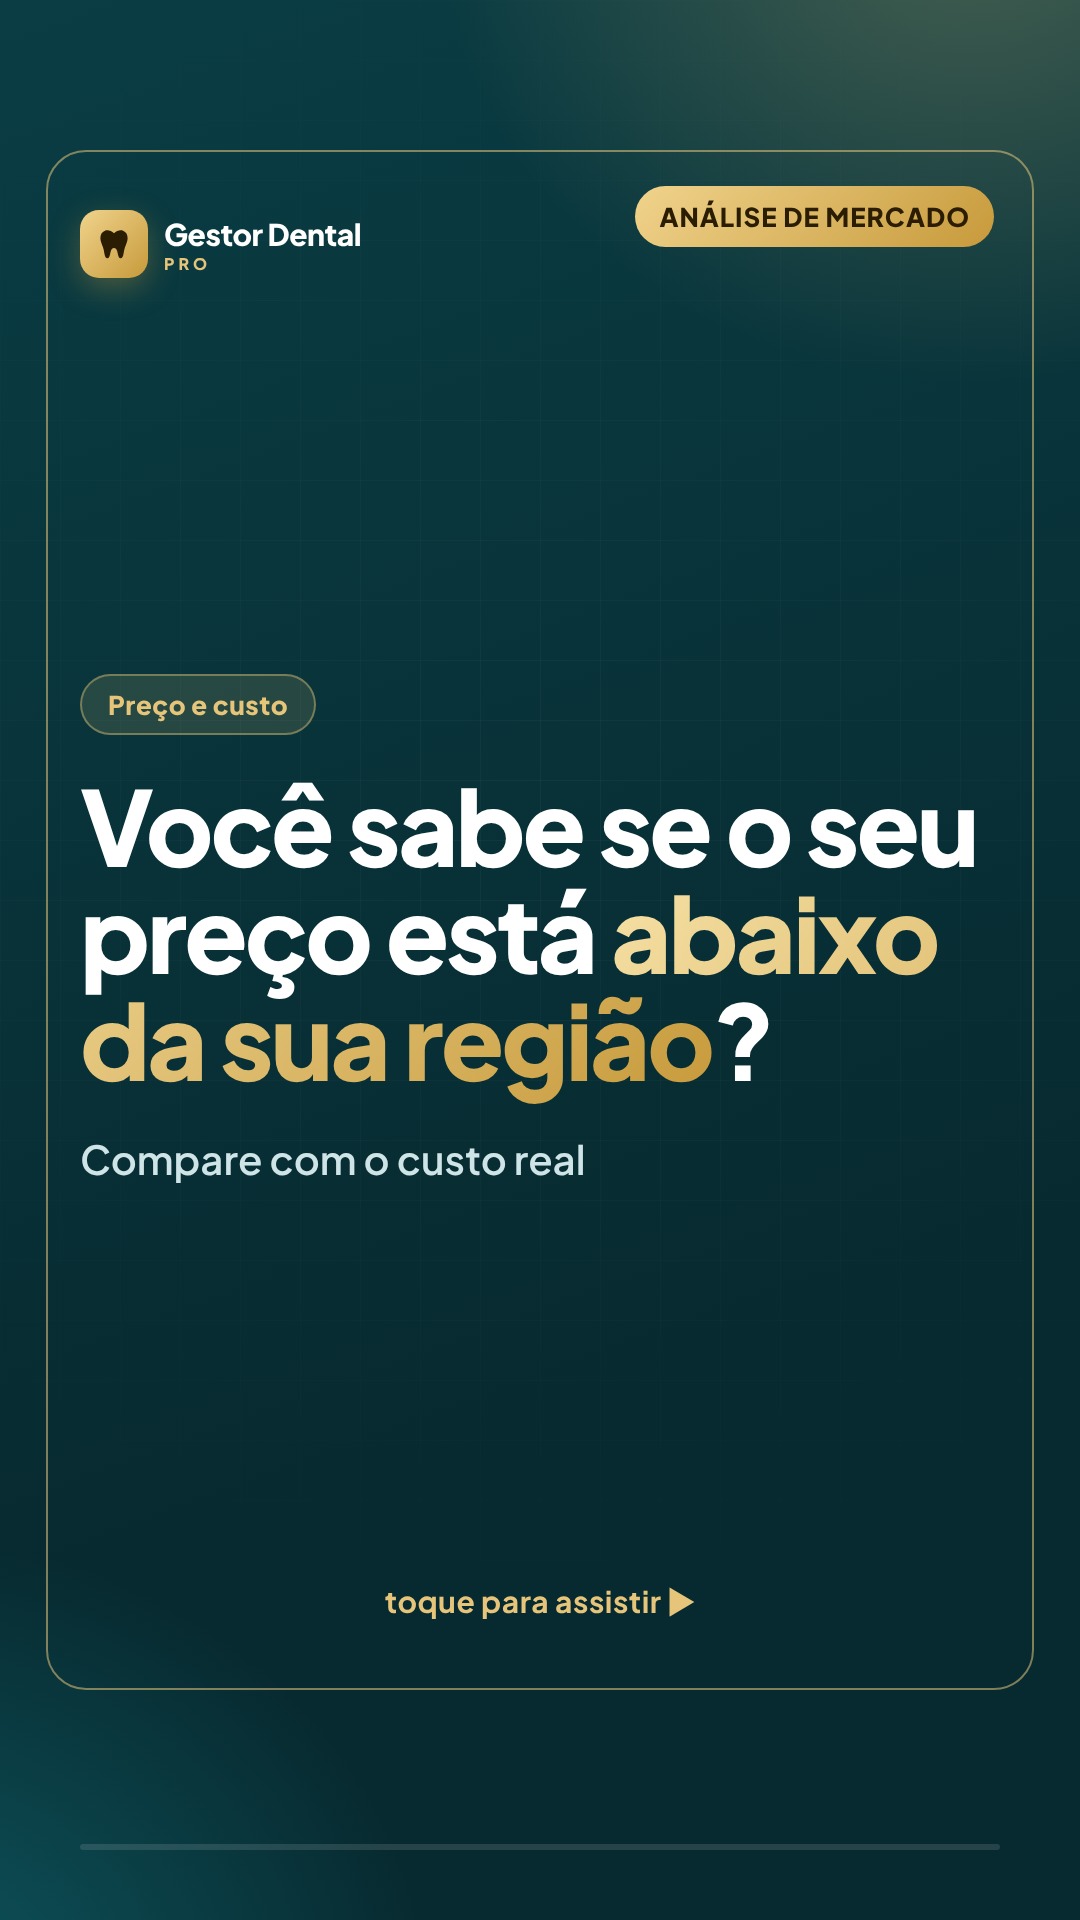 Gestor Dental
PRO
ANÁLISE DE MERCADO
Preço e custo
Você sabe se o seu
preço está abaixo
da sua região?
Compare com o custo real
toque para assistir ▶